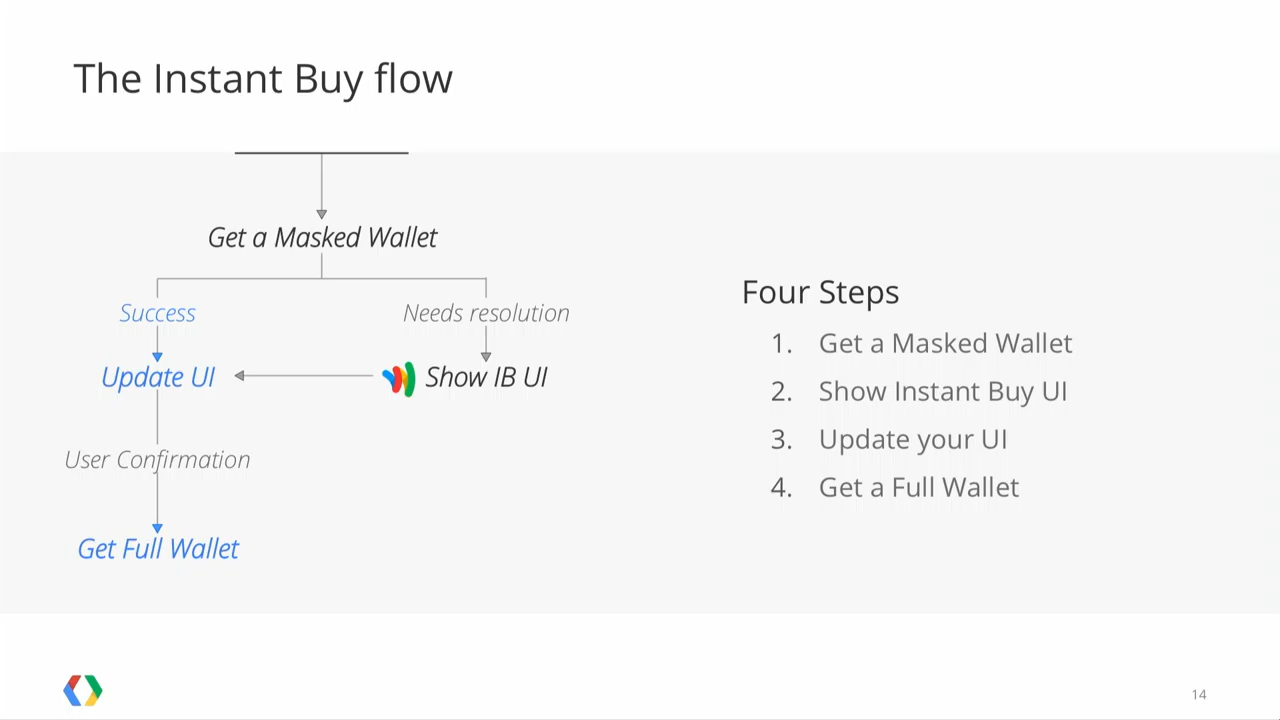 The Instant Buy flow
Get a Masked Wallet
Success
Needs resolution
Update UI
Show IB UI
User Confirmation
Get Full Wallet
Four Steps
1. Get a Masked Wallet
2. Show Instant Buy UI
3. Update your UI
4. Get a Full Wallet
14